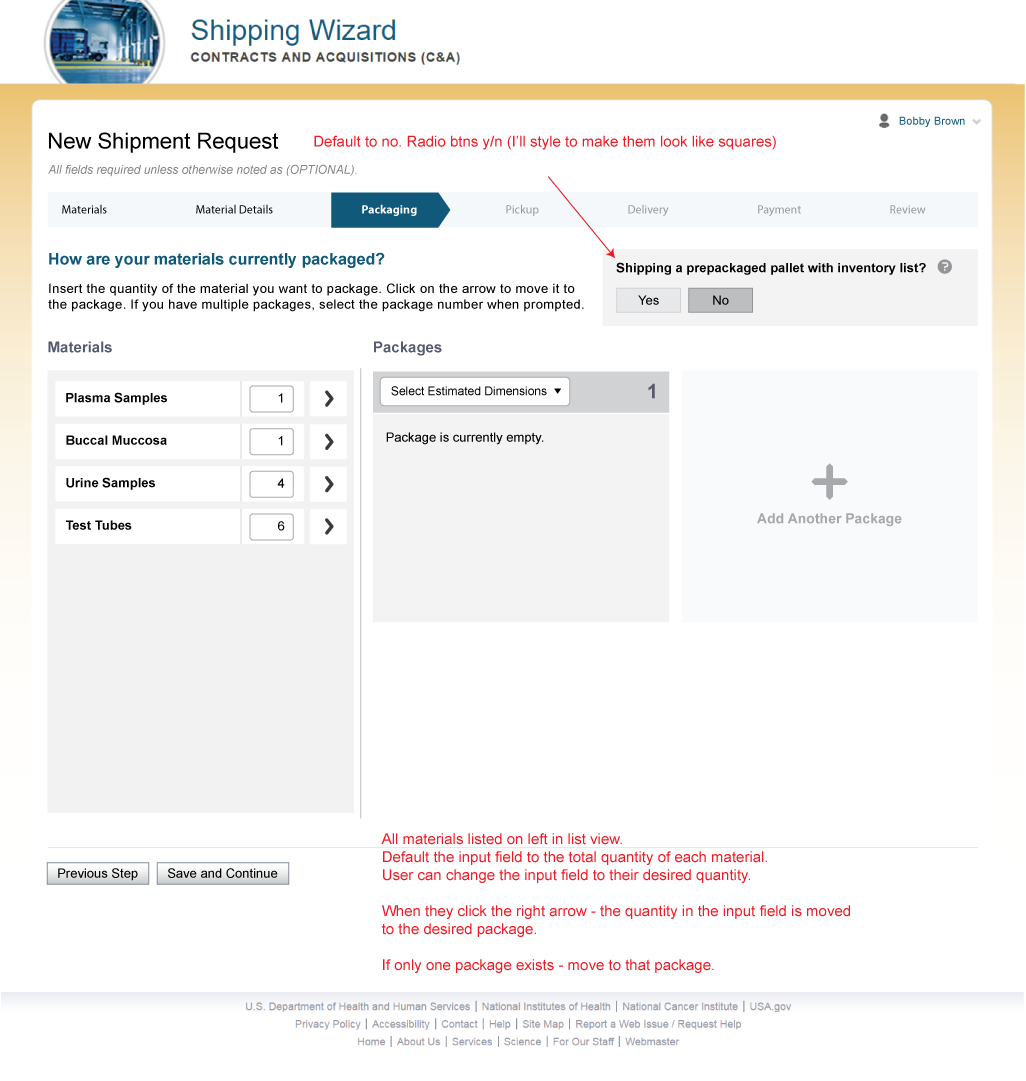 Shipping Wizard
CONTRACTS AND ACQUISITIONS (C&A)
Bobby Brown
New Shipment Request
Default to no. Radio btns y/n (I'll style to make them look like squares)
All fields required unless otherwise noted as (OPTIONAL).
Materials Material Details Packaging Pickup Delivery Payment Review
How are your materials currently packaged?
Insert the quantity of the material you want to package. Click on the arrow to move it to
the package. If you have multiple packages, select the package number when prompted.
Shipping a prepackaged pallet with inventory list? ?
Yes No
Materials
Plasma Samples 1
Buccal Muccosa 1
Urine Samples 4
Test Tubes 6
Packages
Select Estimated Dimensions 1
Package is currently empty.
Add Another Package
All materials listed on left in list view.
Default the input field to the total quantity of each material.
User can change the input field to their desired quantity.
When they click the right arrow - the quantity in the input field is moved
to the desired package.
If only one package exists - move to that package.
Previous Step Save and Continue
U.S. Department of Health and Human Services | National Institutes of Health | National Cancer Institute | USA.gov
Privacy Policy | Accessibility | Contact | Help | Site Map | Report a Web Issue / Request Help
Home | About Us | Services | Science | For Our Staff | Webmaster